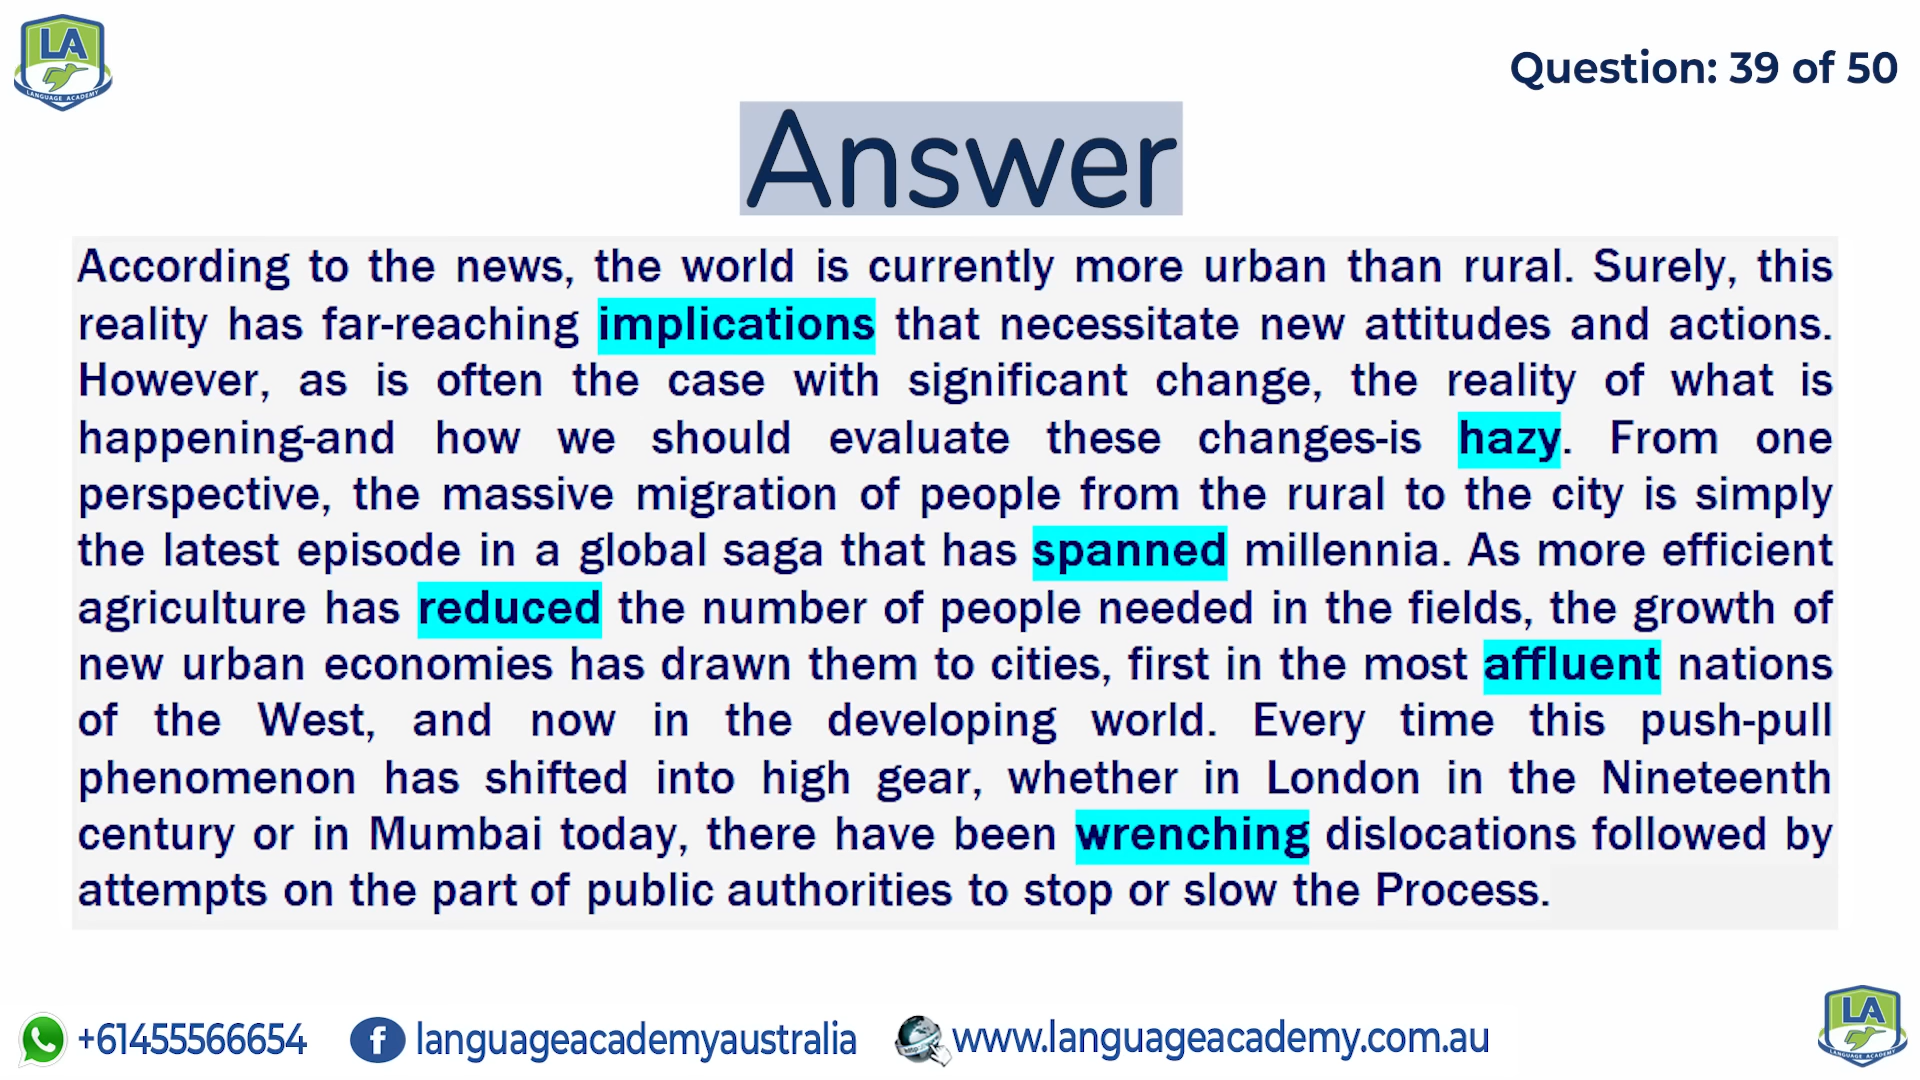 LA
LANGUAGE ACADEMY
Question: 39 of 50
Answer
According to the news, the world is currently more urban than rural. Surely, this
reality has far-reaching implications that necessitate new attitudes and actions.
However, as is often the case with significant change, the reality of what is
happening-and how we should evaluate these changes-is hazy. From one
perspective, the massive migration of people from the rural to the city is simply
the latest episode in a global saga that has spanned millennia. As more efficient
agriculture has reduced the number of people needed in the fields, the growth of
new urban economies has drawn them to cities, first in the most affluent nations
of the West, and now in the developing world. Every time this push-pull
phenomenon has shifted into high gear, whether in London in the Nineteenth
century or in Mumbai today, there have been wrenching dislocations followed by
attempts on the part of public authorities to stop or slow the Process.
+61455566654
f languageacademyaustralia
www.languageacademy.com.au
LA
LANGUAGE ACADEMY